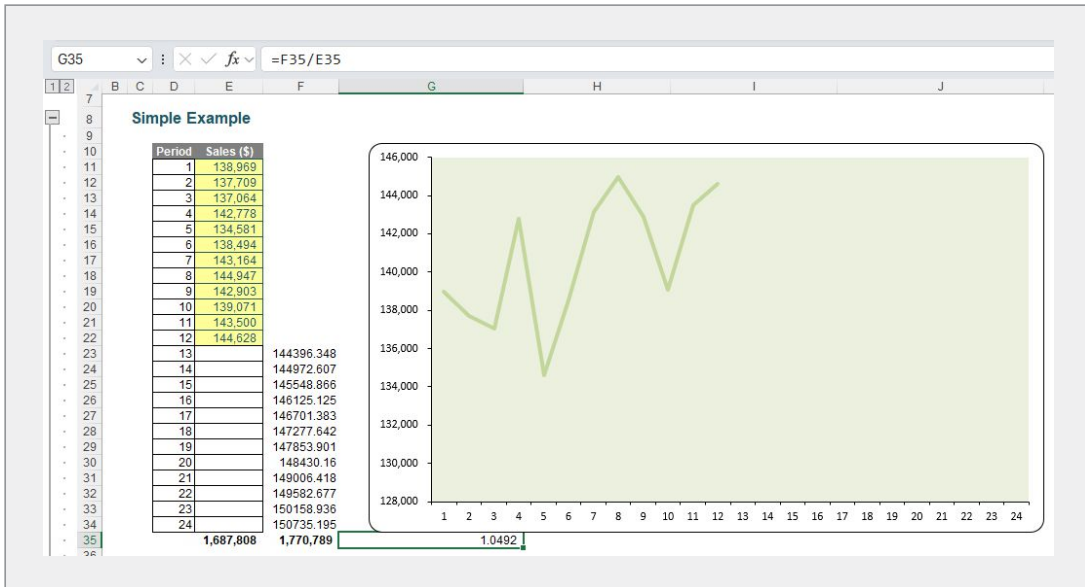 G35 fx =F35/E35
1 2 B C D E F G H I J
7
8 Simple Example
9
10 Period Sales ($)
11 1 138,969
12 2 137,709
13 3 137,064
14 4 142,778
15 5 134,581
16 6 138,494
17 7 143,164
18 8 144,947
19 9 142,903
20 10 139,071
21 11 143,500
22 12 144,628
23 13 144396.348
24 14 144972.607
25 15 145548.866
26 16 146125.125
27 17 146701.383
28 18 147277.642
29 19 147853.901
30 20 148430.16
31 21 149006.418
32 22 149582.677
33 23 150158.936
34 24 150735.195
35 1,687,808 1,770,789 1.0492
36
146,000
144,000
142,000
140,000
138,000
136,000
134,000
132,000
130,000
128,000
1 2 3 4 5 6 7 8 9 10 11 12 13 14 15 16 17 18 19 20 21 22 23 24